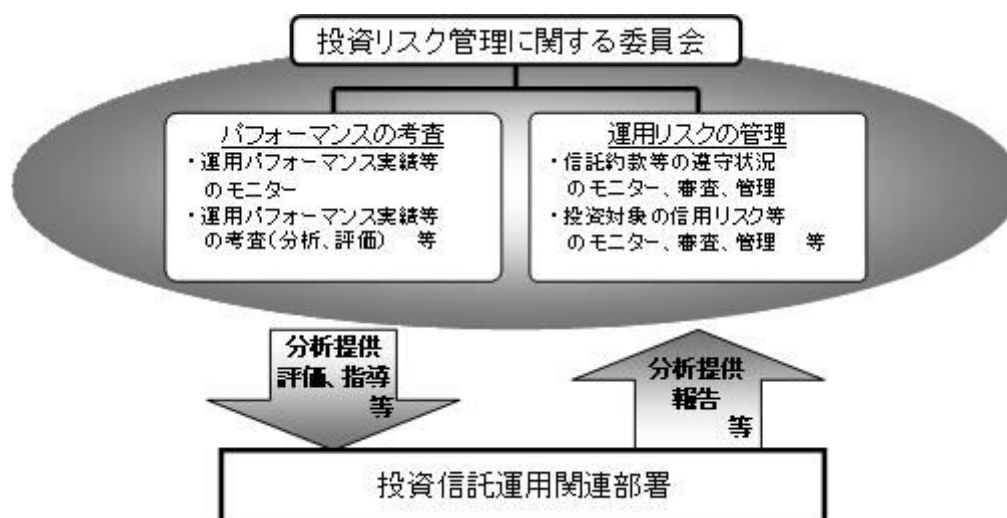 投資リスク管理に関する委員会
パフォーマンスの考査
・運用パフォーマンス実績等
のモニター
・運用パフォーマンス実績等
の考査(分析、評価) 等
運用リスクの管理
・信託約款等の遵守状況
のモニター、審査、管理
・投資対象の信用リスク等
のモニター、審査、管理 等
分析提供
評価、指導
等
分析提供
報告
等
投資信託運用関連部署